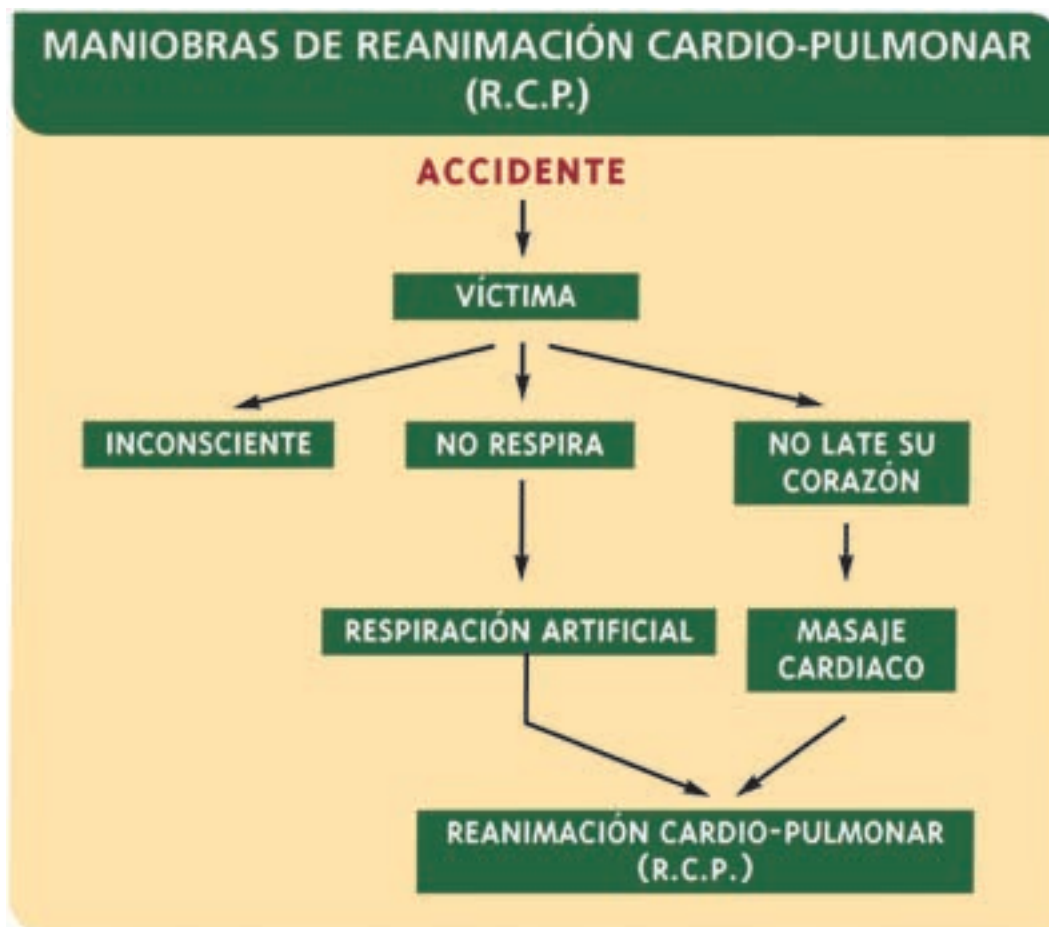 MANIOBRAS DE REANIMACIÓN CARDIO-PULMONAR
(R.C.P.)
ACCIDENTE
VÍCTIMA
INCONSCIENTE
NO RESPIRA
NO LATE SU
CORAZÓN
RESPIRACIÓN ARTIFICIAL
MASAJE
CARDIACO
REANIMACIÓN CARDIO-PULMONAR
(R.C.P.)